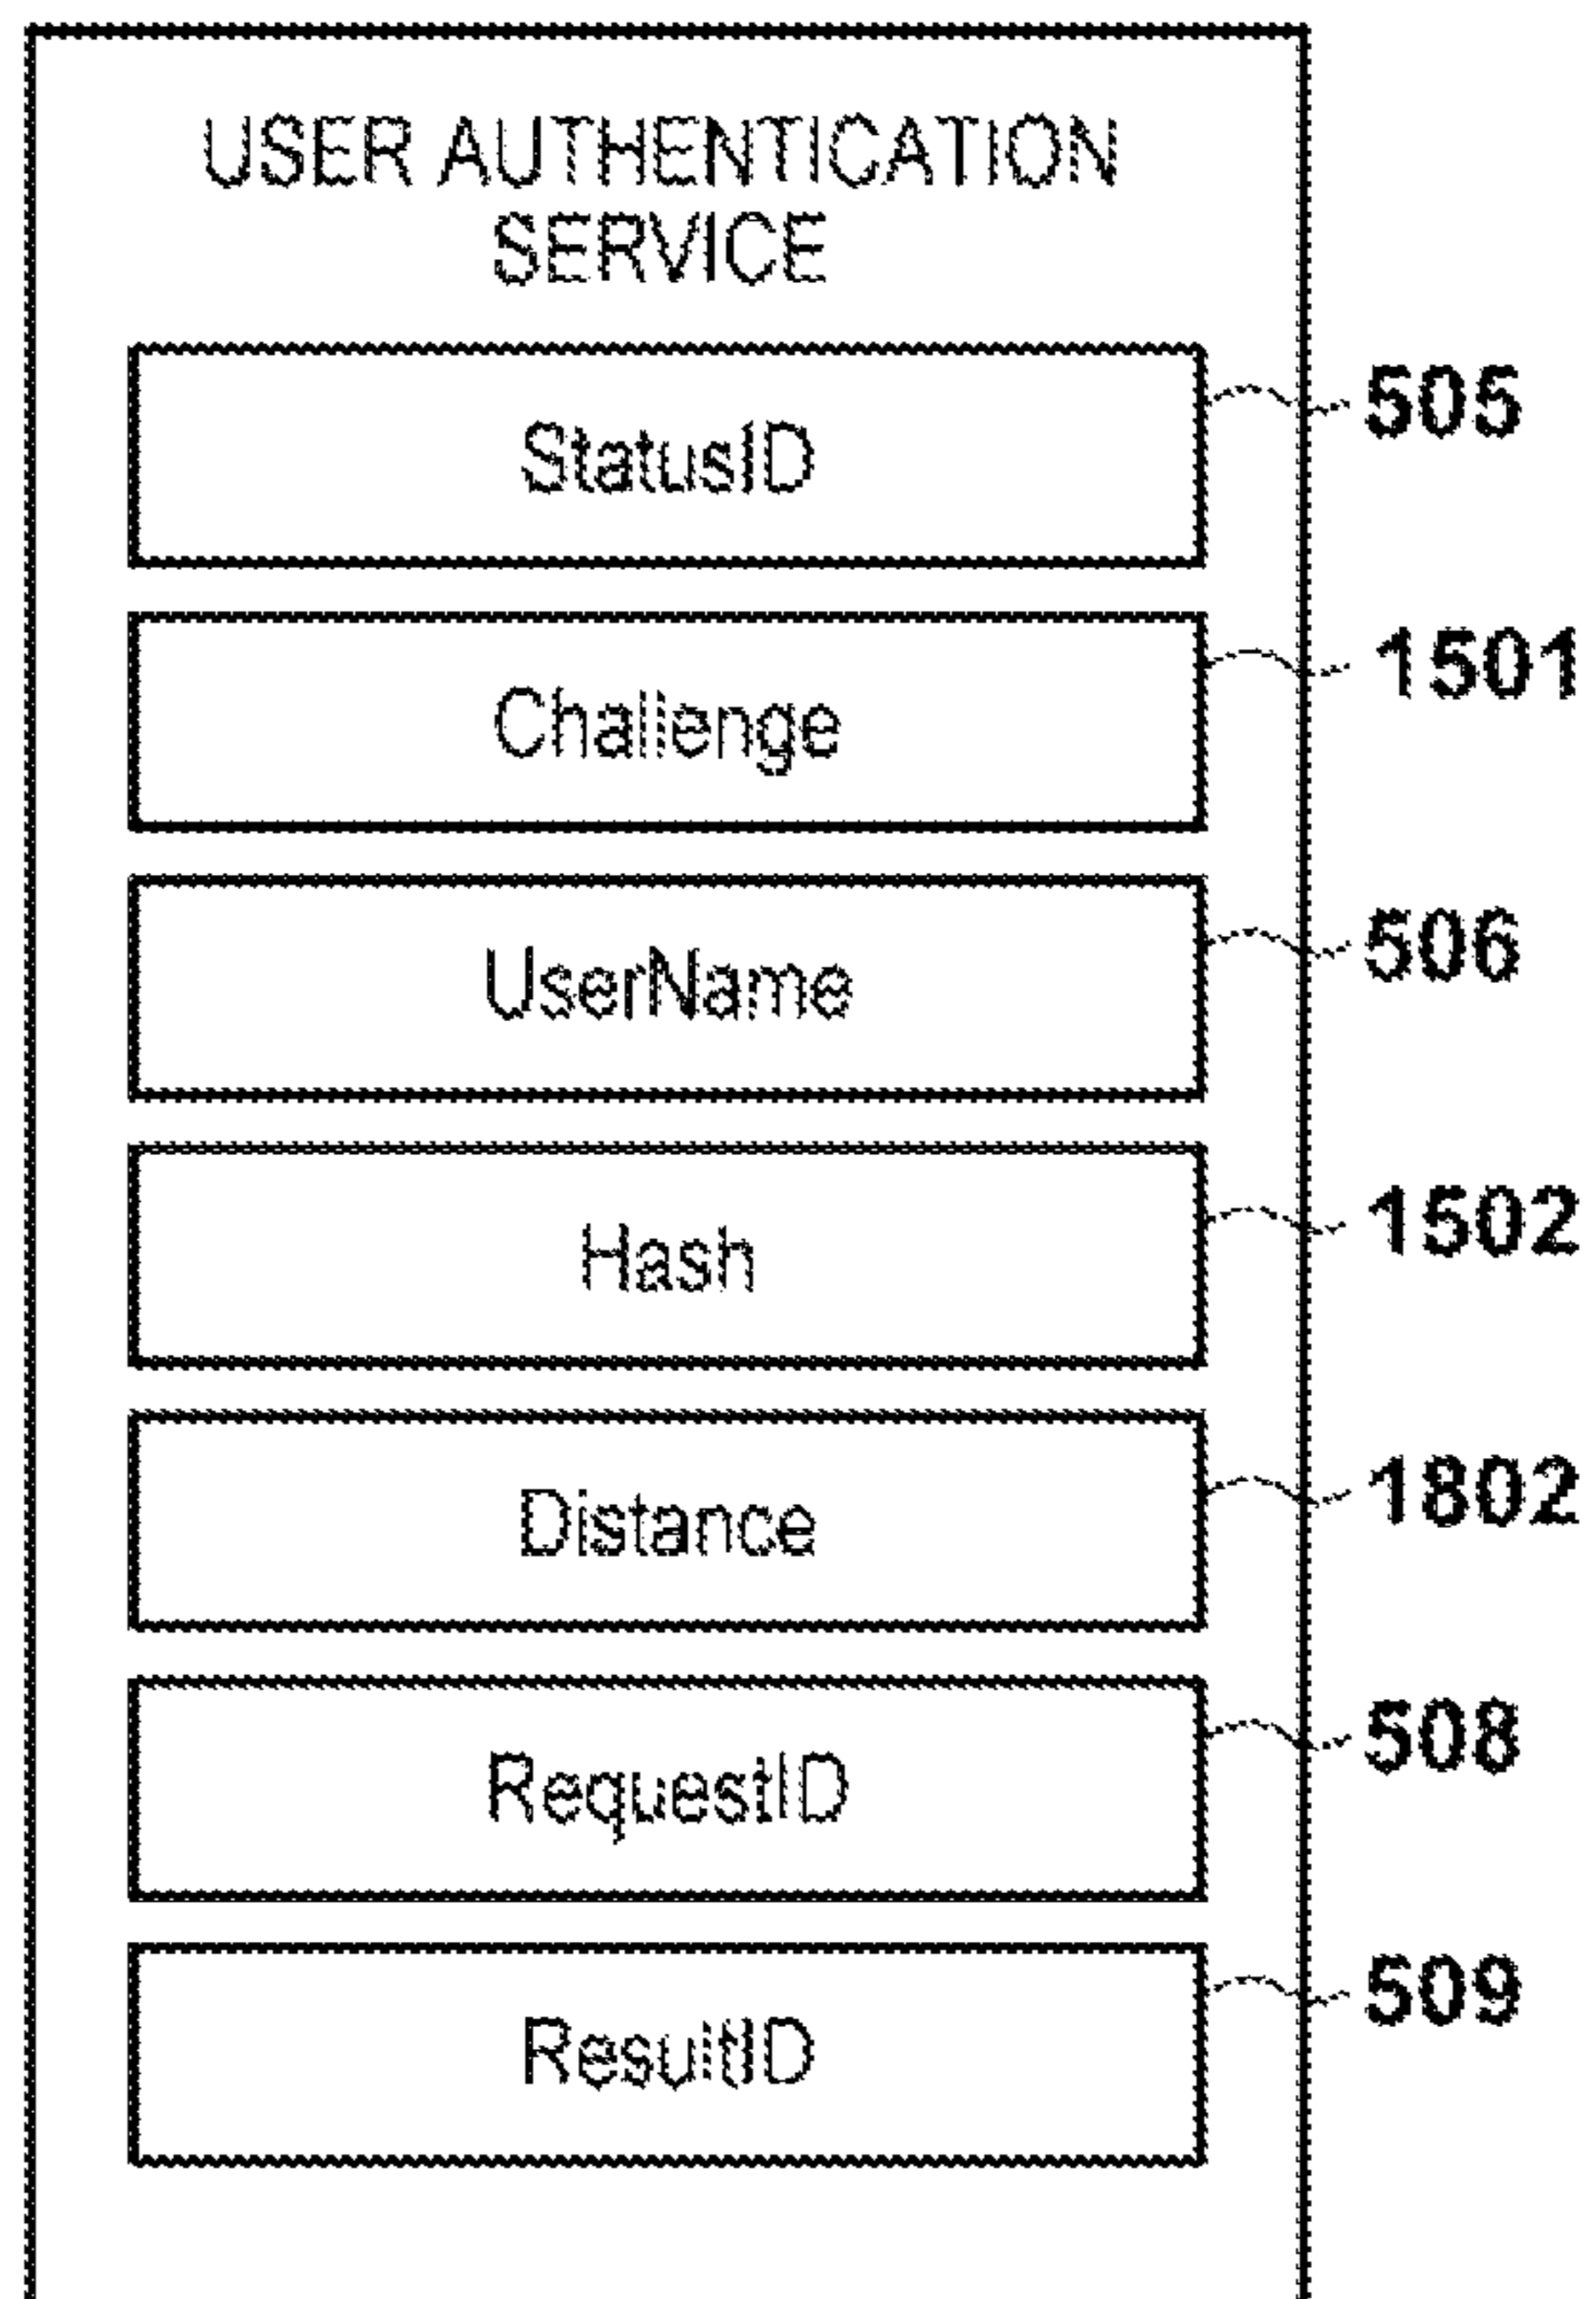 USER AUTHENTICATION
SERVICE
StatusID
505
Challenge
1501
UserName
506
Hash
1502
Distance
1802
RequestID
508
ResultID
509